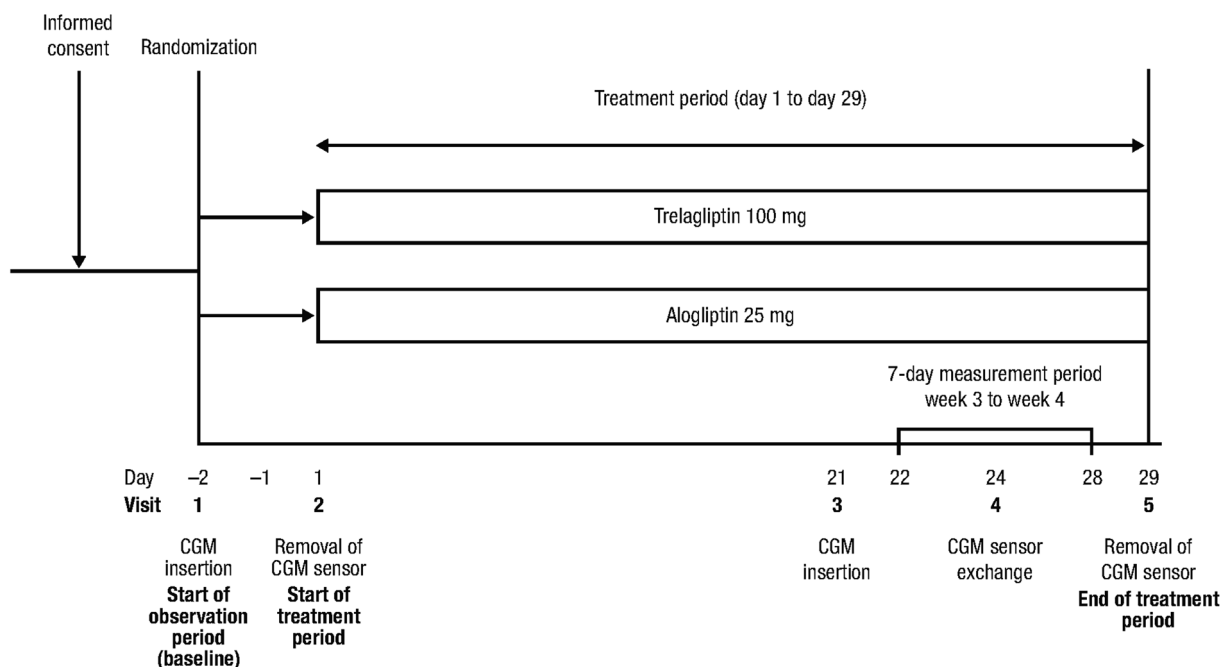 Informed
consent
Randomization
Treatment period (day 1 to day 29)
Trelagliptin 100 mg
Alogliptin 25 mg
7-day measurement period
week 3 to week 4
Day –2 –1 1 21 22 24 28 29
Visit 1 2 3 4 5
CGM
insertion
Start of
observation
period
(baseline)
Removal of
CGM sensor
Start of
treatment
period
CGM
insertion
CGM sensor
exchange
Removal of
CGM sensor
End of treatment
period